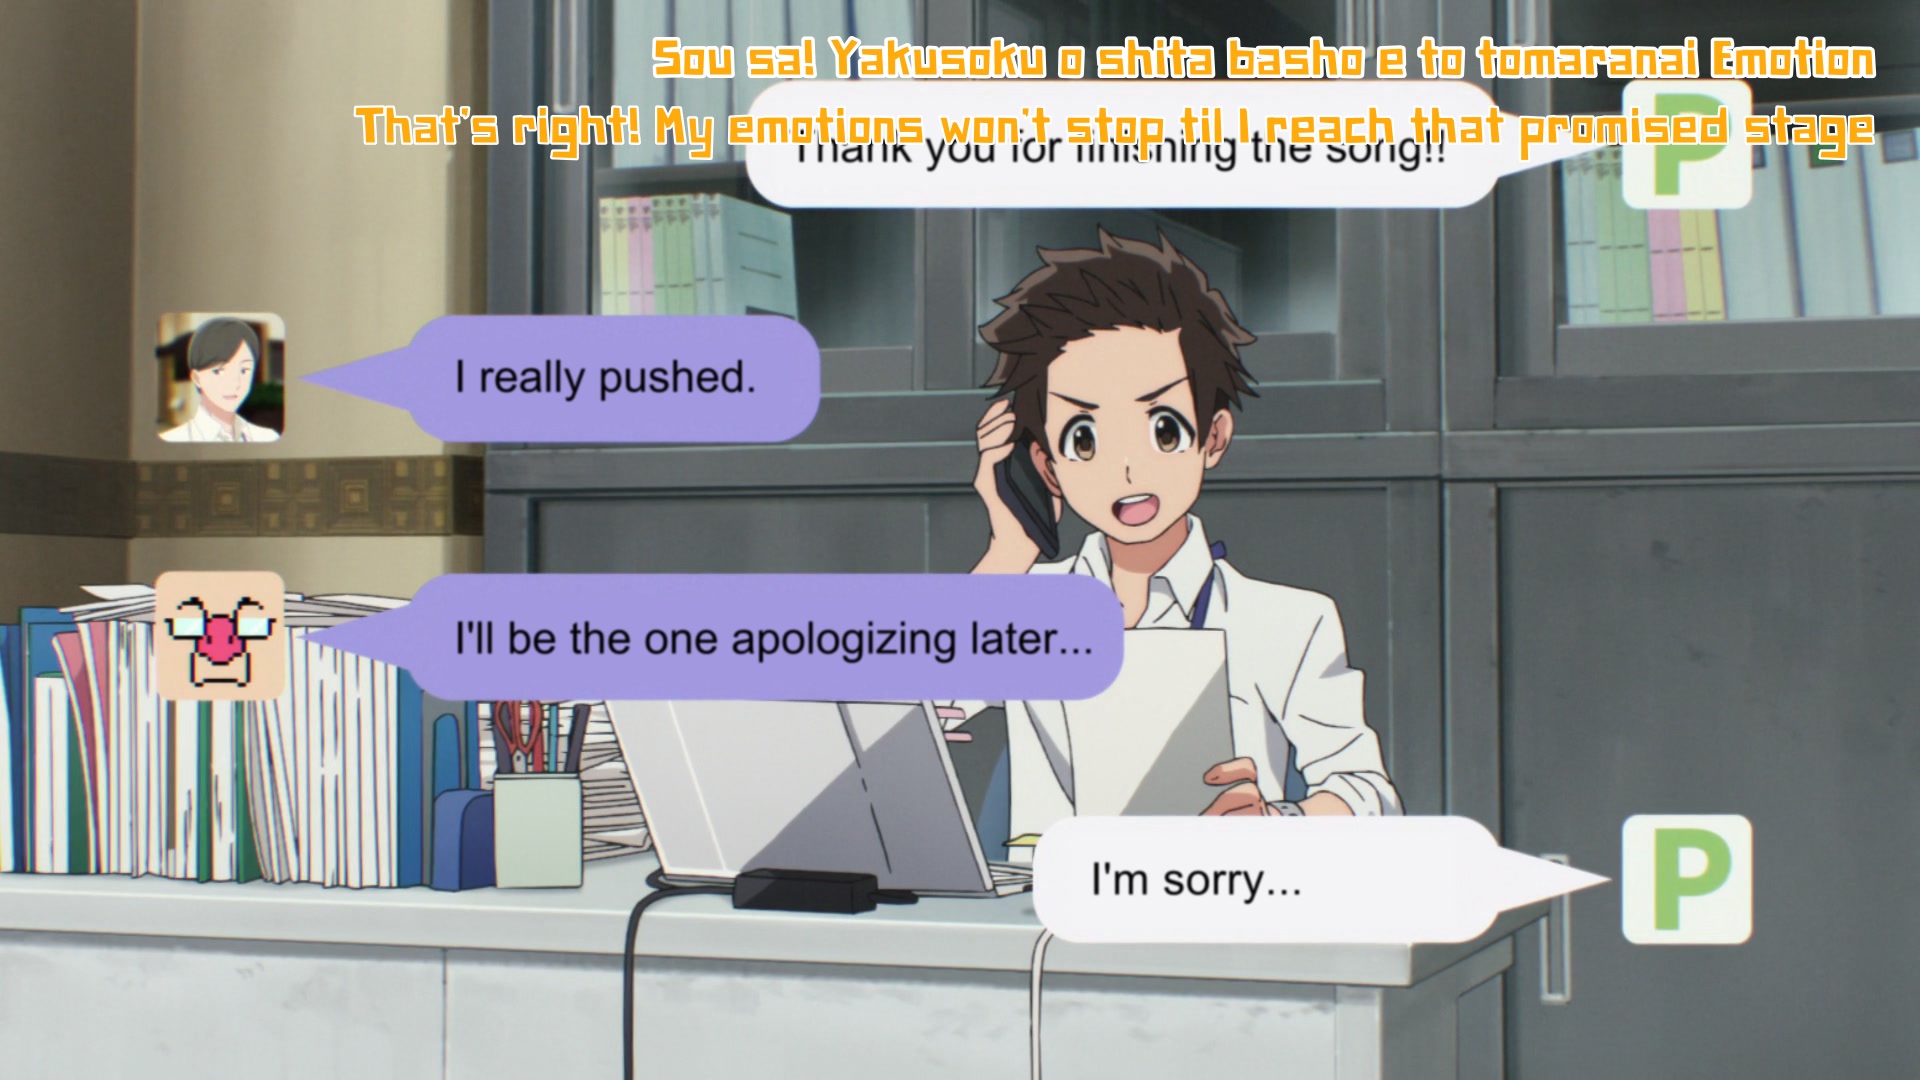 Sou sa! Yakusoku o shita basho e to tomaranai Emotion
That's right! My emotions won't stop til I reach that promised stage
Thank you for finishing the song!!
P
I really pushed.
I'll be the one apologizing later...
I'm sorry...
P